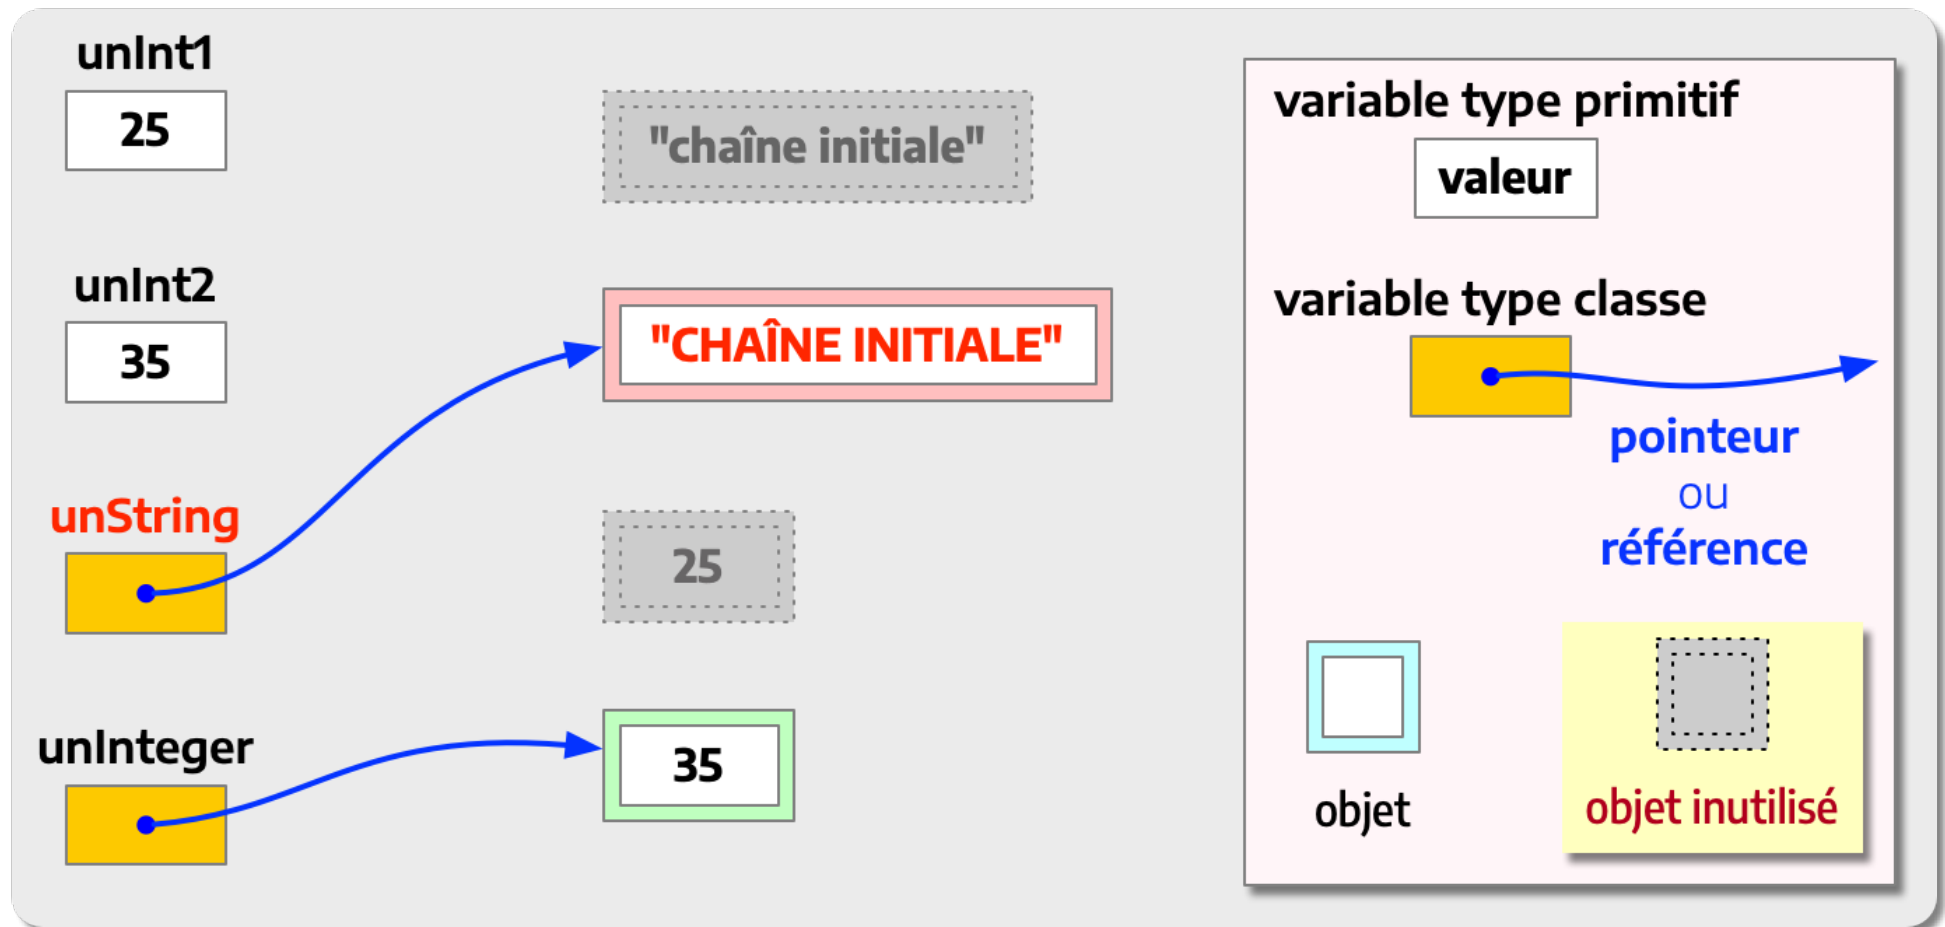 unInt1
25
"chaîne initiale"
unInt2
35
"CHAÎNE INITIALE"
unString
25
unInteger
35
variable type primitif
valeur
variable type classe
pointeur
ou
référence
objet
objet inutilisé